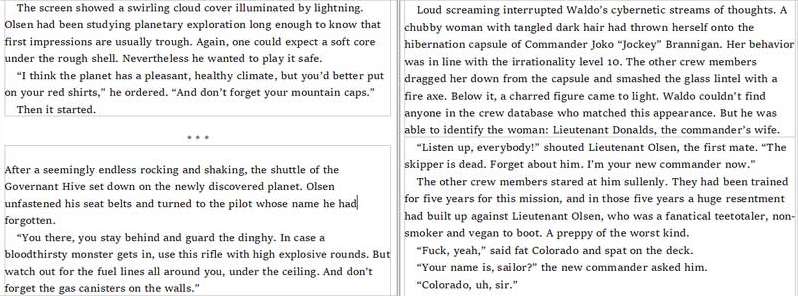 The screen showed a swirling cloud cover illuminated by lightning.
Olsen had been studying planetary exploration long enough to know that
first impressions are usually trough. Again, one could expect a soft core
under the rough shell. Nevertheless he wanted to play it safe.
“I think the planet has a pleasant, healthy climate, but you’d better put
on your red shirts,” he ordered. “And don’t forget your mountain caps.”
Then it started.
* * *
After a seemingly endless rocking and shaking, the shuttle of the
Governant Hive set down on the newly discovered planet. Olsen
unfastened his seat belts and turned to the pilot whose name he had
forgotten.
“You there, you stay behind and guard the dinghy. In case a
bloodthirsty monster gets in, use this rifle with high explosive rounds. But
watch out for the fuel lines all around you, under the ceiling. And don’t
forget the gas canisters on the walls.”
Loud screaming interrupted Waldo’s cybernetic streams of thoughts. A
chubby woman with tangled dark hair had thrown herself onto the
hibernation capsule of Commander Joko “Jockey” Brannigan. Her behavior
was in line with the irrationality level 10. The other crew members
dragged her down from the capsule and smashed the glass lintel with a
fire axe. Below it, a charred figure came to light. Waldo couldn’t find
anyone in the crew database who matched this appearance. But he was
able to identify the woman: Lieutenant Donalds, the commander’s wife.
“Listen up, everybody!” shouted Lieutenant Olsen, the first mate. “The
skipper is dead. Forget about him. I’m your new commander now.”
The other crew members stared at him sullenly. They had been trained
for five years for this mission, and in those five years a huge resentment
had built up against Lieutenant Olsen, who was a fanatical teetotaler, non-
smoker and vegan to boot. A preppy of the worst kind.
“Fuck, yeah,” said fat Colorado and spat on the deck.
“Your name is, sailor?” the new commander asked him.
“Colorado, uh, sir.”